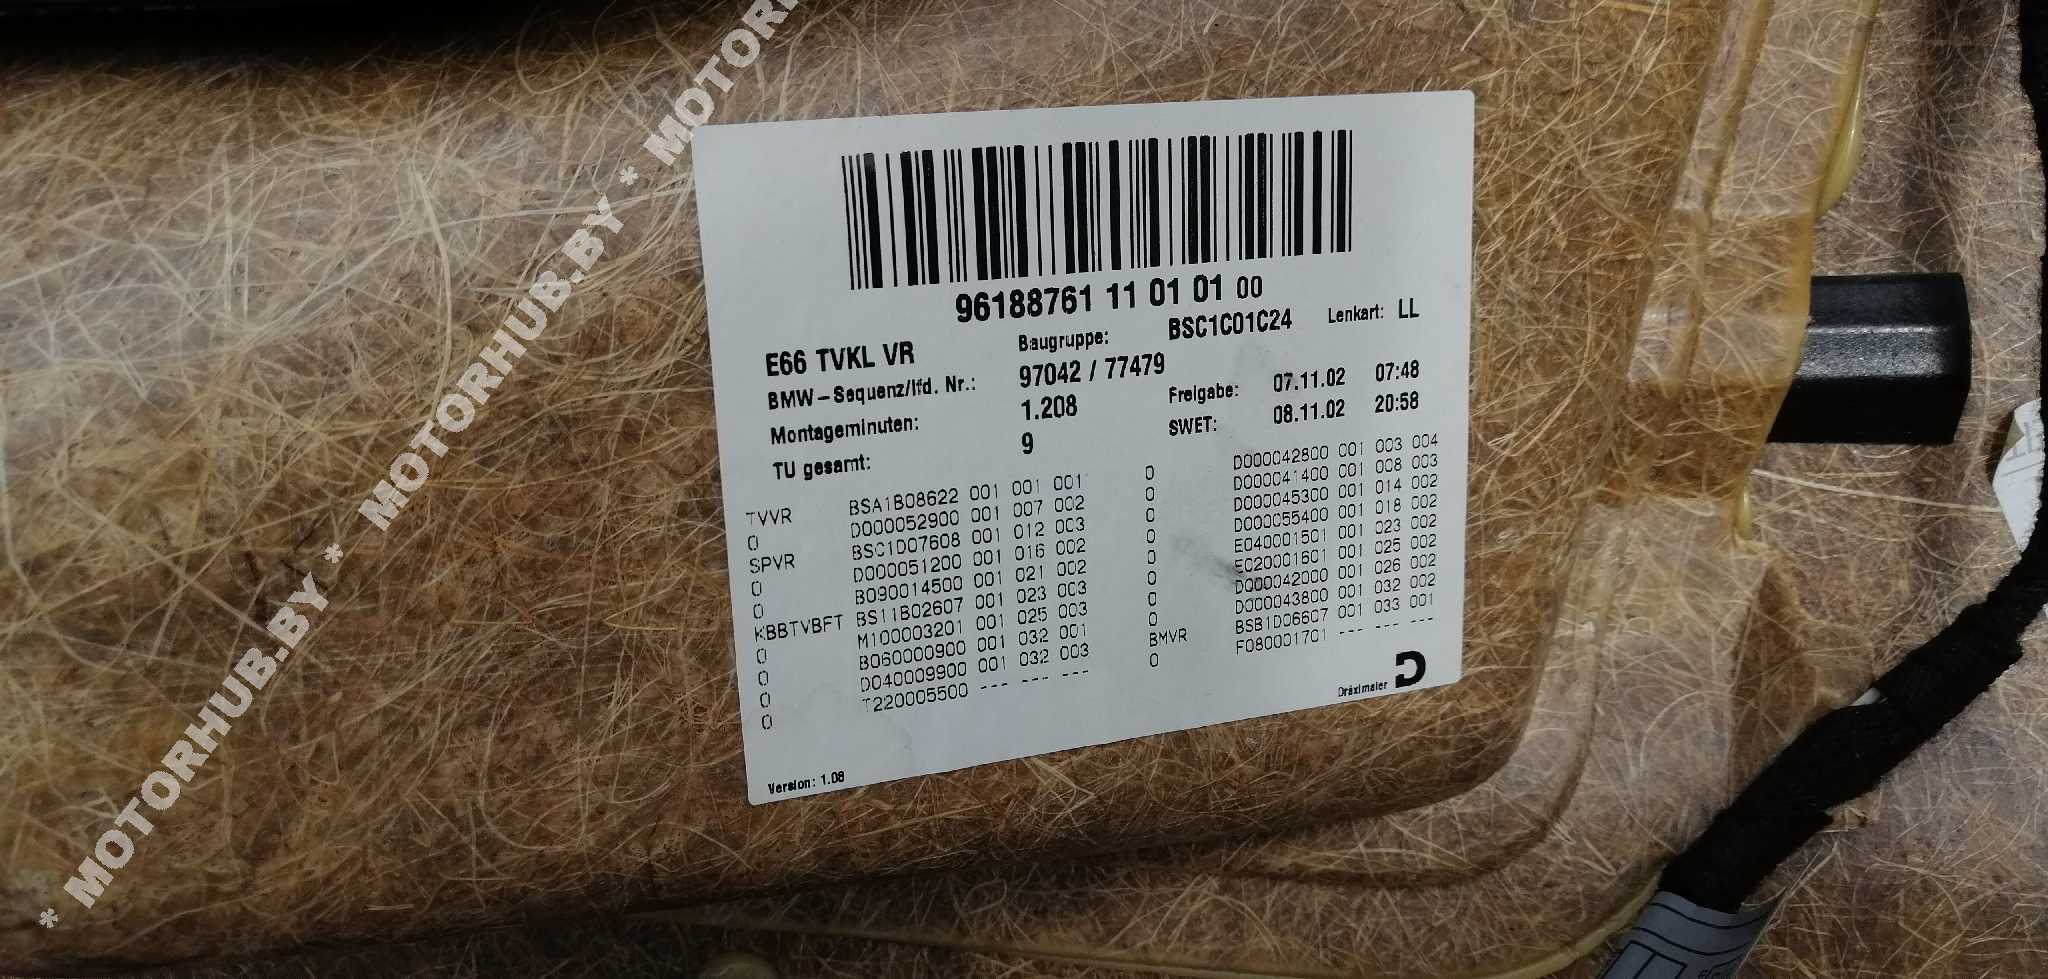 96188761 11 01 01 00
E66 TVKL VR Baugruppe: BSC1C01C24 Lenkart: LL
BMW-Sequenz/lfd. Nr.: 97042 / 77479
Montageminuten: 1.208 Freigabe: 07.11.02 07:48
TU gesamt: 9 SWET: 08.11.02 20:58
TVVR BSA1B08622 001 001 001 0 D000042800 001 003 004
0 D000052900 001 007 002 0 D000041400 001 008 003
SPVR BSC1D07608 001 012 003 0 D000045300 001 014 002
0 D000051200 001 016 002 0 D000055400 001 018 002
0 B090014500 001 021 002 0 E040001501 001 023 002
KBBTVBFT BS11B02607 001 023 003 0 E020001601 001 025 002
0 M100003201 001 025 003 0 D000042000 001 026 002
0 B060000900 001 032 001 0 D000043800 001 032 002
0 D040009900 001 032 003 BMVR BSB1D06607 001 033 001
0 T220005500 --- --- --- 0 F080001701 --- --- ---
Version: 1.08 Dräxlmaier
* MOTORHUB.BY * MOTORHUB.BY * MOTORH